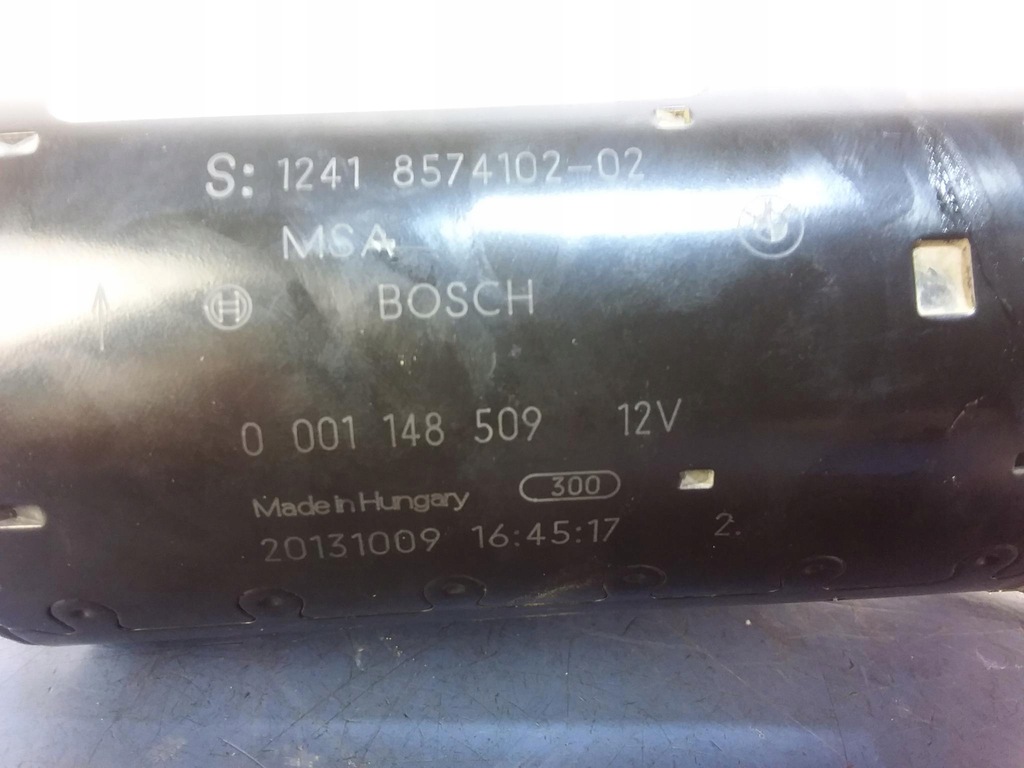 S: 1241 8574102-02
MSA
BOSCH
0 001 148 509 12V
Made in Hungary 300
20131009 16:45:17 2.